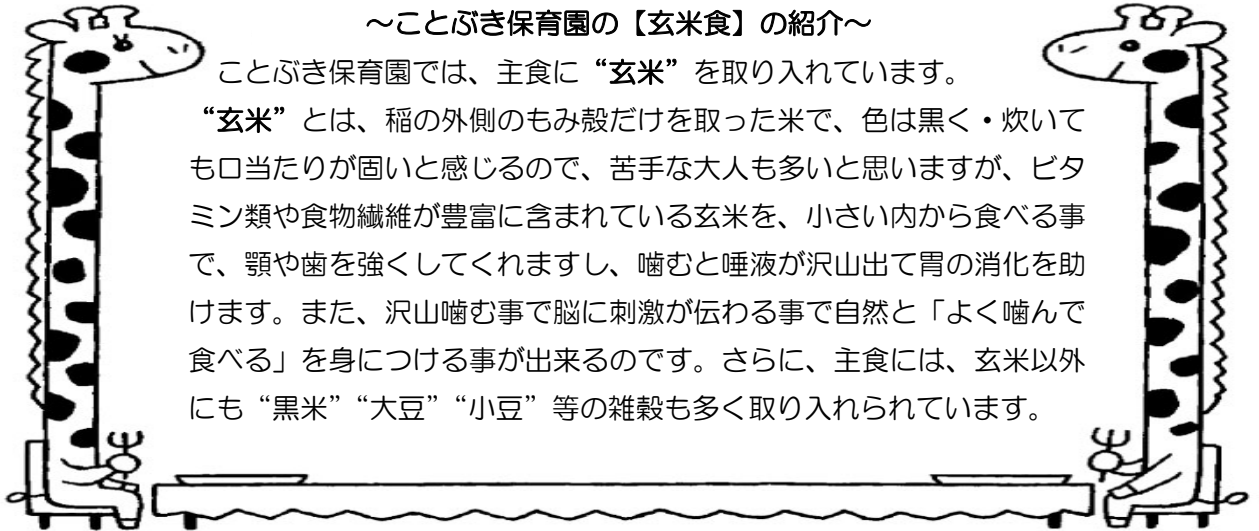 ～ことぶき保育園の【玄米食】の紹介～
ことぶき保育園では、主食に“玄米”を取り入れています。
“玄米”とは、稲の外側のもみ殻だけを取った米で、色は黒く・炊いて
も口当たりが固いと感じるので、苦手な大人も多いと思いますが、ビタ
ミン類や食物繊維が豊富に含まれている玄米を、小さい内から食べる事
で、顎や歯を強くしてくれますし、噛むと唾液が沢山出て胃の消化を助
けます。また、沢山噛む事で脳に刺激が伝わる事で自然と「よく噛んで
食べる」を身につける事が出来るのです。さらに、主食には、玄米以外
にも“黒米”“大豆”“小豆”等の雑穀も多く取り入れられています。